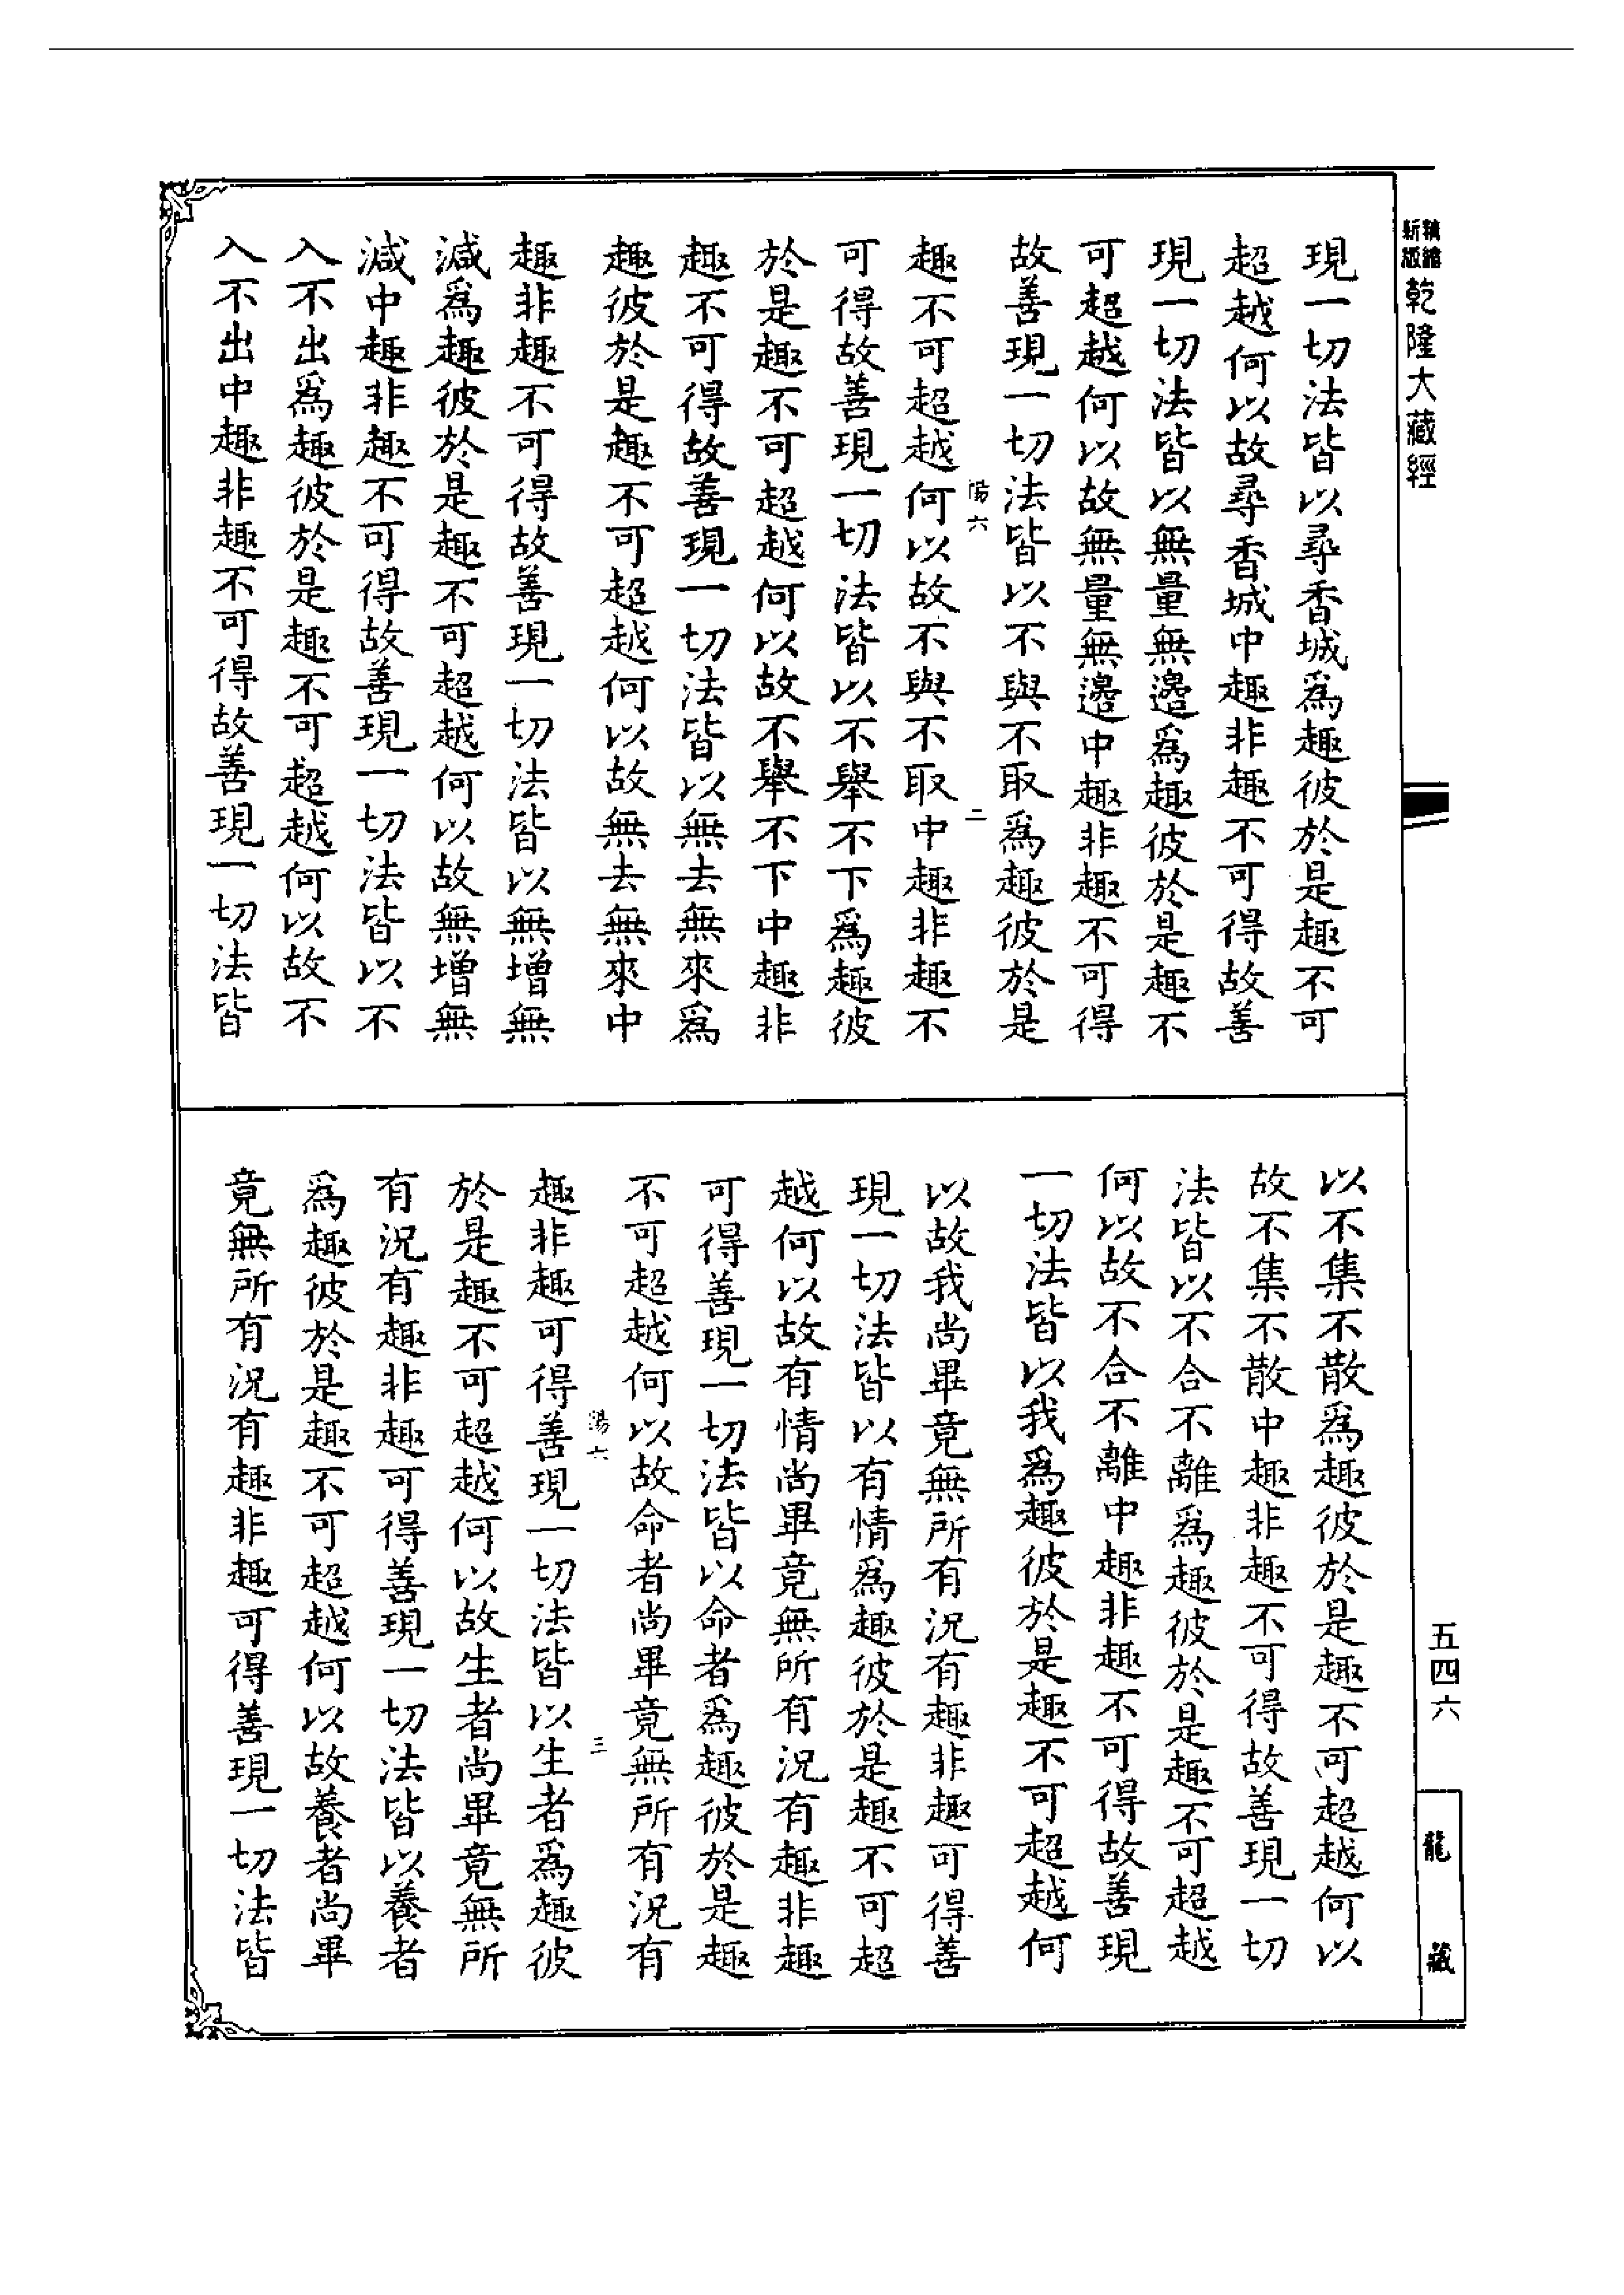 新編縮版乾隆大藏經
現一切法皆以尋香城爲趣彼於是趣不可
超越何以故尋香城中趣非趣不可得故善
現一切法皆以無量無邊爲趣彼於是趣不
可超越何以故無量無邊中趣非趣不可得
故善現一切法皆以不與不取爲趣彼於是
陽六
二
趣不可超越何以故不與不取中趣非趣不
可得故善現一切法皆以不舉不下爲趣彼
於是趣不可超越何以故不舉不下中趣非
趣不可得故善現一切法皆以無去無來爲
趣彼於是趣不可超越何以故無去無來中
趣非趣不可得故善現一切法皆以無增無
減爲趣彼於是趣不可超越何以故無增無
減中趣非趣不可得故善現一切法皆以不
入不出爲趣彼於是趣不可超越何以故不
入不出中趣非趣不可得故善現一切法皆
以不集不散爲趣彼於是趣不可超越何以
故不集不散中趣非趣不可得故善現一切
法皆以不合不離爲趣彼於是趣不可超越
何以故不合不離中趣非趣不可得故善現
一切法皆以我爲趣彼於是趣不可超越何
以故我尚畢竟無所有況有趣非趣可得善
現一切法皆以有情爲趣彼於是趣不可超
越何以故有情尚畢竟無所有況有趣非趣
可得善現一切法皆以命者爲趣彼於是趣
不可超越何以故命者尚畢竟無所有況有
陽六
三
趣非趣可得善現一切法皆以生者爲趣彼
於是趣不可超越何以故生者尚畢竟無所
有況有趣非趣可得善現一切法皆以養者
爲趣彼於是趣不可超越何以故養者尚畢
竟無所有況有趣非趣可得善現一切法皆
五四六
龍藏